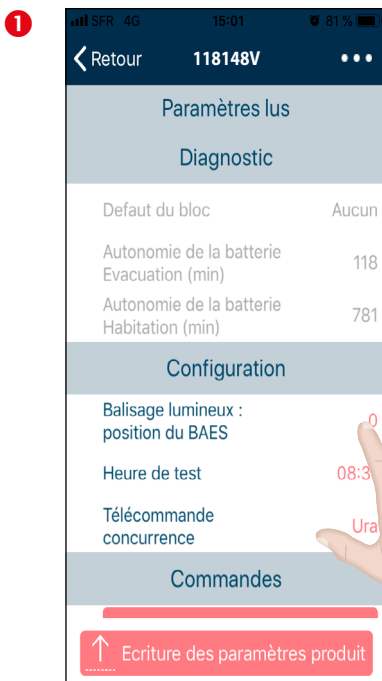 1
SFR 4G 15:01 81 %
Retour 118148V •••
Paramètres lus
Diagnostic
Defaut du bloc Aucun
Autonomie de la batterie
Evacuation (min) 118
Autonomie de la batterie
Habitation (min) 781
Configuration
Balisage lumineux :
position du BAES 0
Heure de test 08:3
Télécommande
concurrence Ura
Commandes
Ecriture des paramètres produit